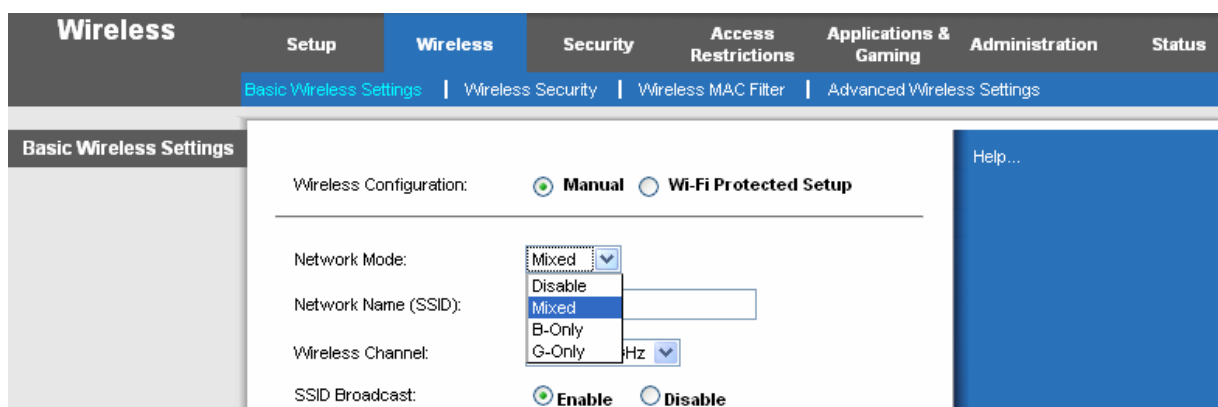 Wireless
Setup Wireless Security Access Restrictions Applications & Gaming Administration Status
Basic Wireless Settings | Wireless Security | Wireless MAC Filter | Advanced Wireless Settings
Basic Wireless Settings
Help...
Wireless Configuration: Manual Wi-Fi Protected Setup
Network Mode: Mixed
Disable
Network Name (SSID): Mixed
B-Only
Wireless Channel: G-Only Hz
SSID Broadcast: Enable Disable